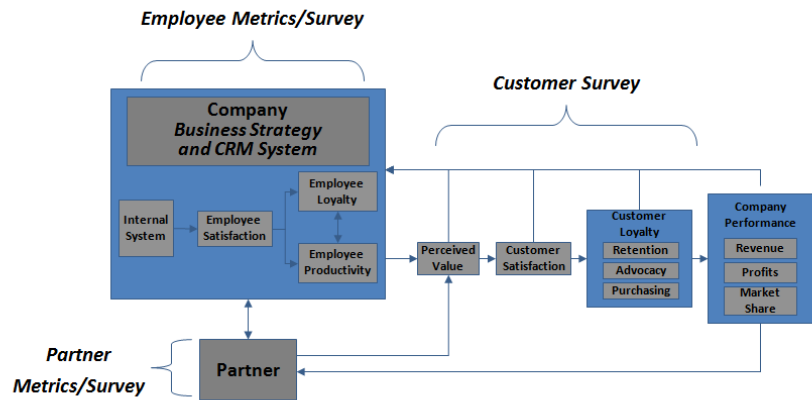 Employee Metrics/Survey
Customer Survey
Company
Business Strategy
and CRM System
Internal
System
Employee
Satisfaction
Employee
Loyalty
Employee
Productivity
Perceived
Value
Customer
Satisfaction
Customer
Loyalty
Retention
Advocacy
Purchasing
Company
Performance
Revenue
Profits
Market
Share
Partner
Metrics/Survey
Partner